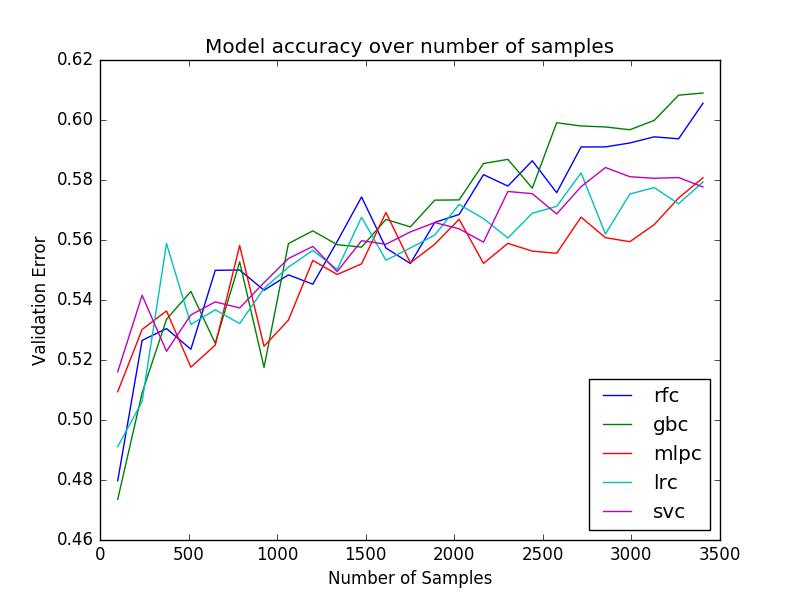 Model accuracy over number of samples
0.62
0.60
0.58
0.56
0.54
0.52
0.50
0.48
0.46
Validation Error
0 500 1000 1500 2000 2500 3000 3500
Number of Samples
rfc
gbc
mlpc
lrc
svc